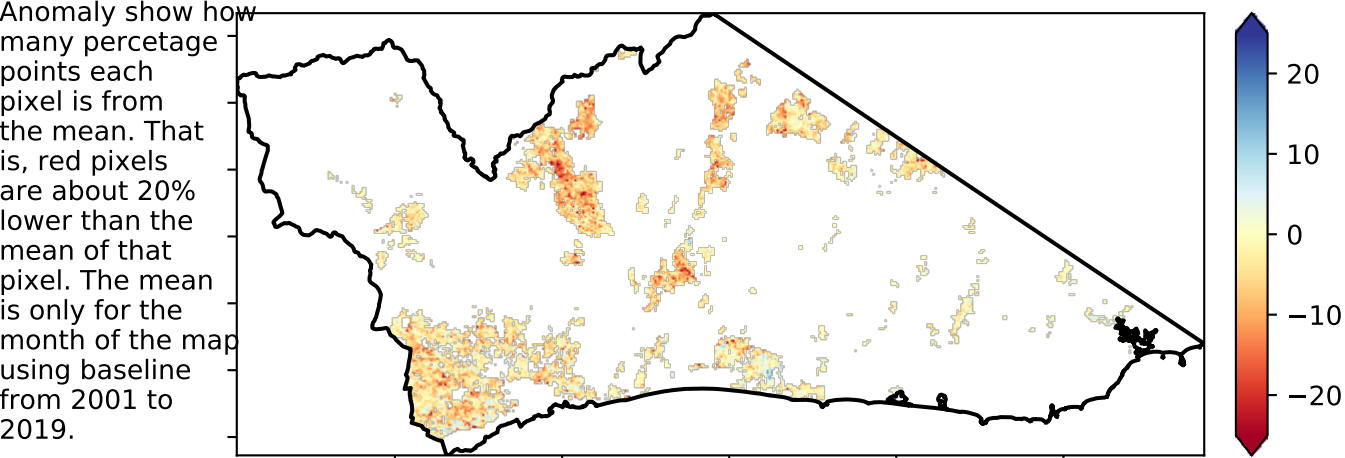 Anomaly show how
many percetage
points each
pixel is from
the mean. That
is, red pixels
are about 20%
lower than the
mean of that
pixel. The mean
is only for the
month of the map
using baseline
from 2001 to
2019.
20
10
0
−10
−20